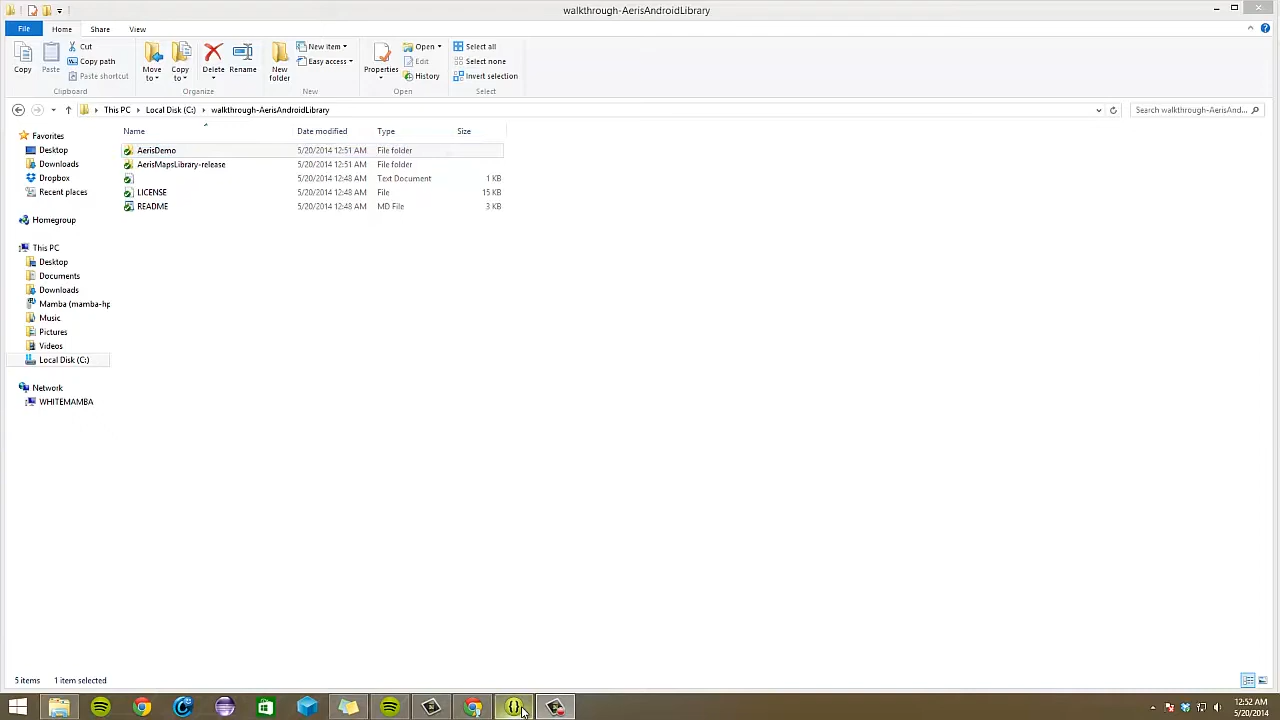 walkthrough-AerisAndroidLibrary
File Home Share View
Copy
Paste
Cut
Copy path
Paste shortcut
Move to
Copy to
Delete
Rename
New folder
New item
Easy access
Properties
Open
Edit
History
Select all
Select none
Invert selection
Clipboard Organize New Open Select
This PC Local Disk (C:) walkthrough-AerisAndroidLibrary Search walkthrough-AerisAnd...
Name Date modified Type Size
AerisDemo 5/20/2014 12:51 AM File folder
AerisMapsLibrary-release 5/20/2014 12:51 AM File folder
5/20/2014 12:48 AM Text Document 1 KB
LICENSE 5/20/2014 12:48 AM File 15 KB
README 5/20/2014 12:48 AM MD File 3 KB
Favorites
Desktop
Downloads
Dropbox
Recent places
Homegroup
This PC
Desktop
Documents
Downloads
Mamba (mamba-hp
Music
Pictures
Videos
Local Disk (C:)
Network
WHITEMAMBA
5 items 1 item selected
12:52 AM
5/20/2014